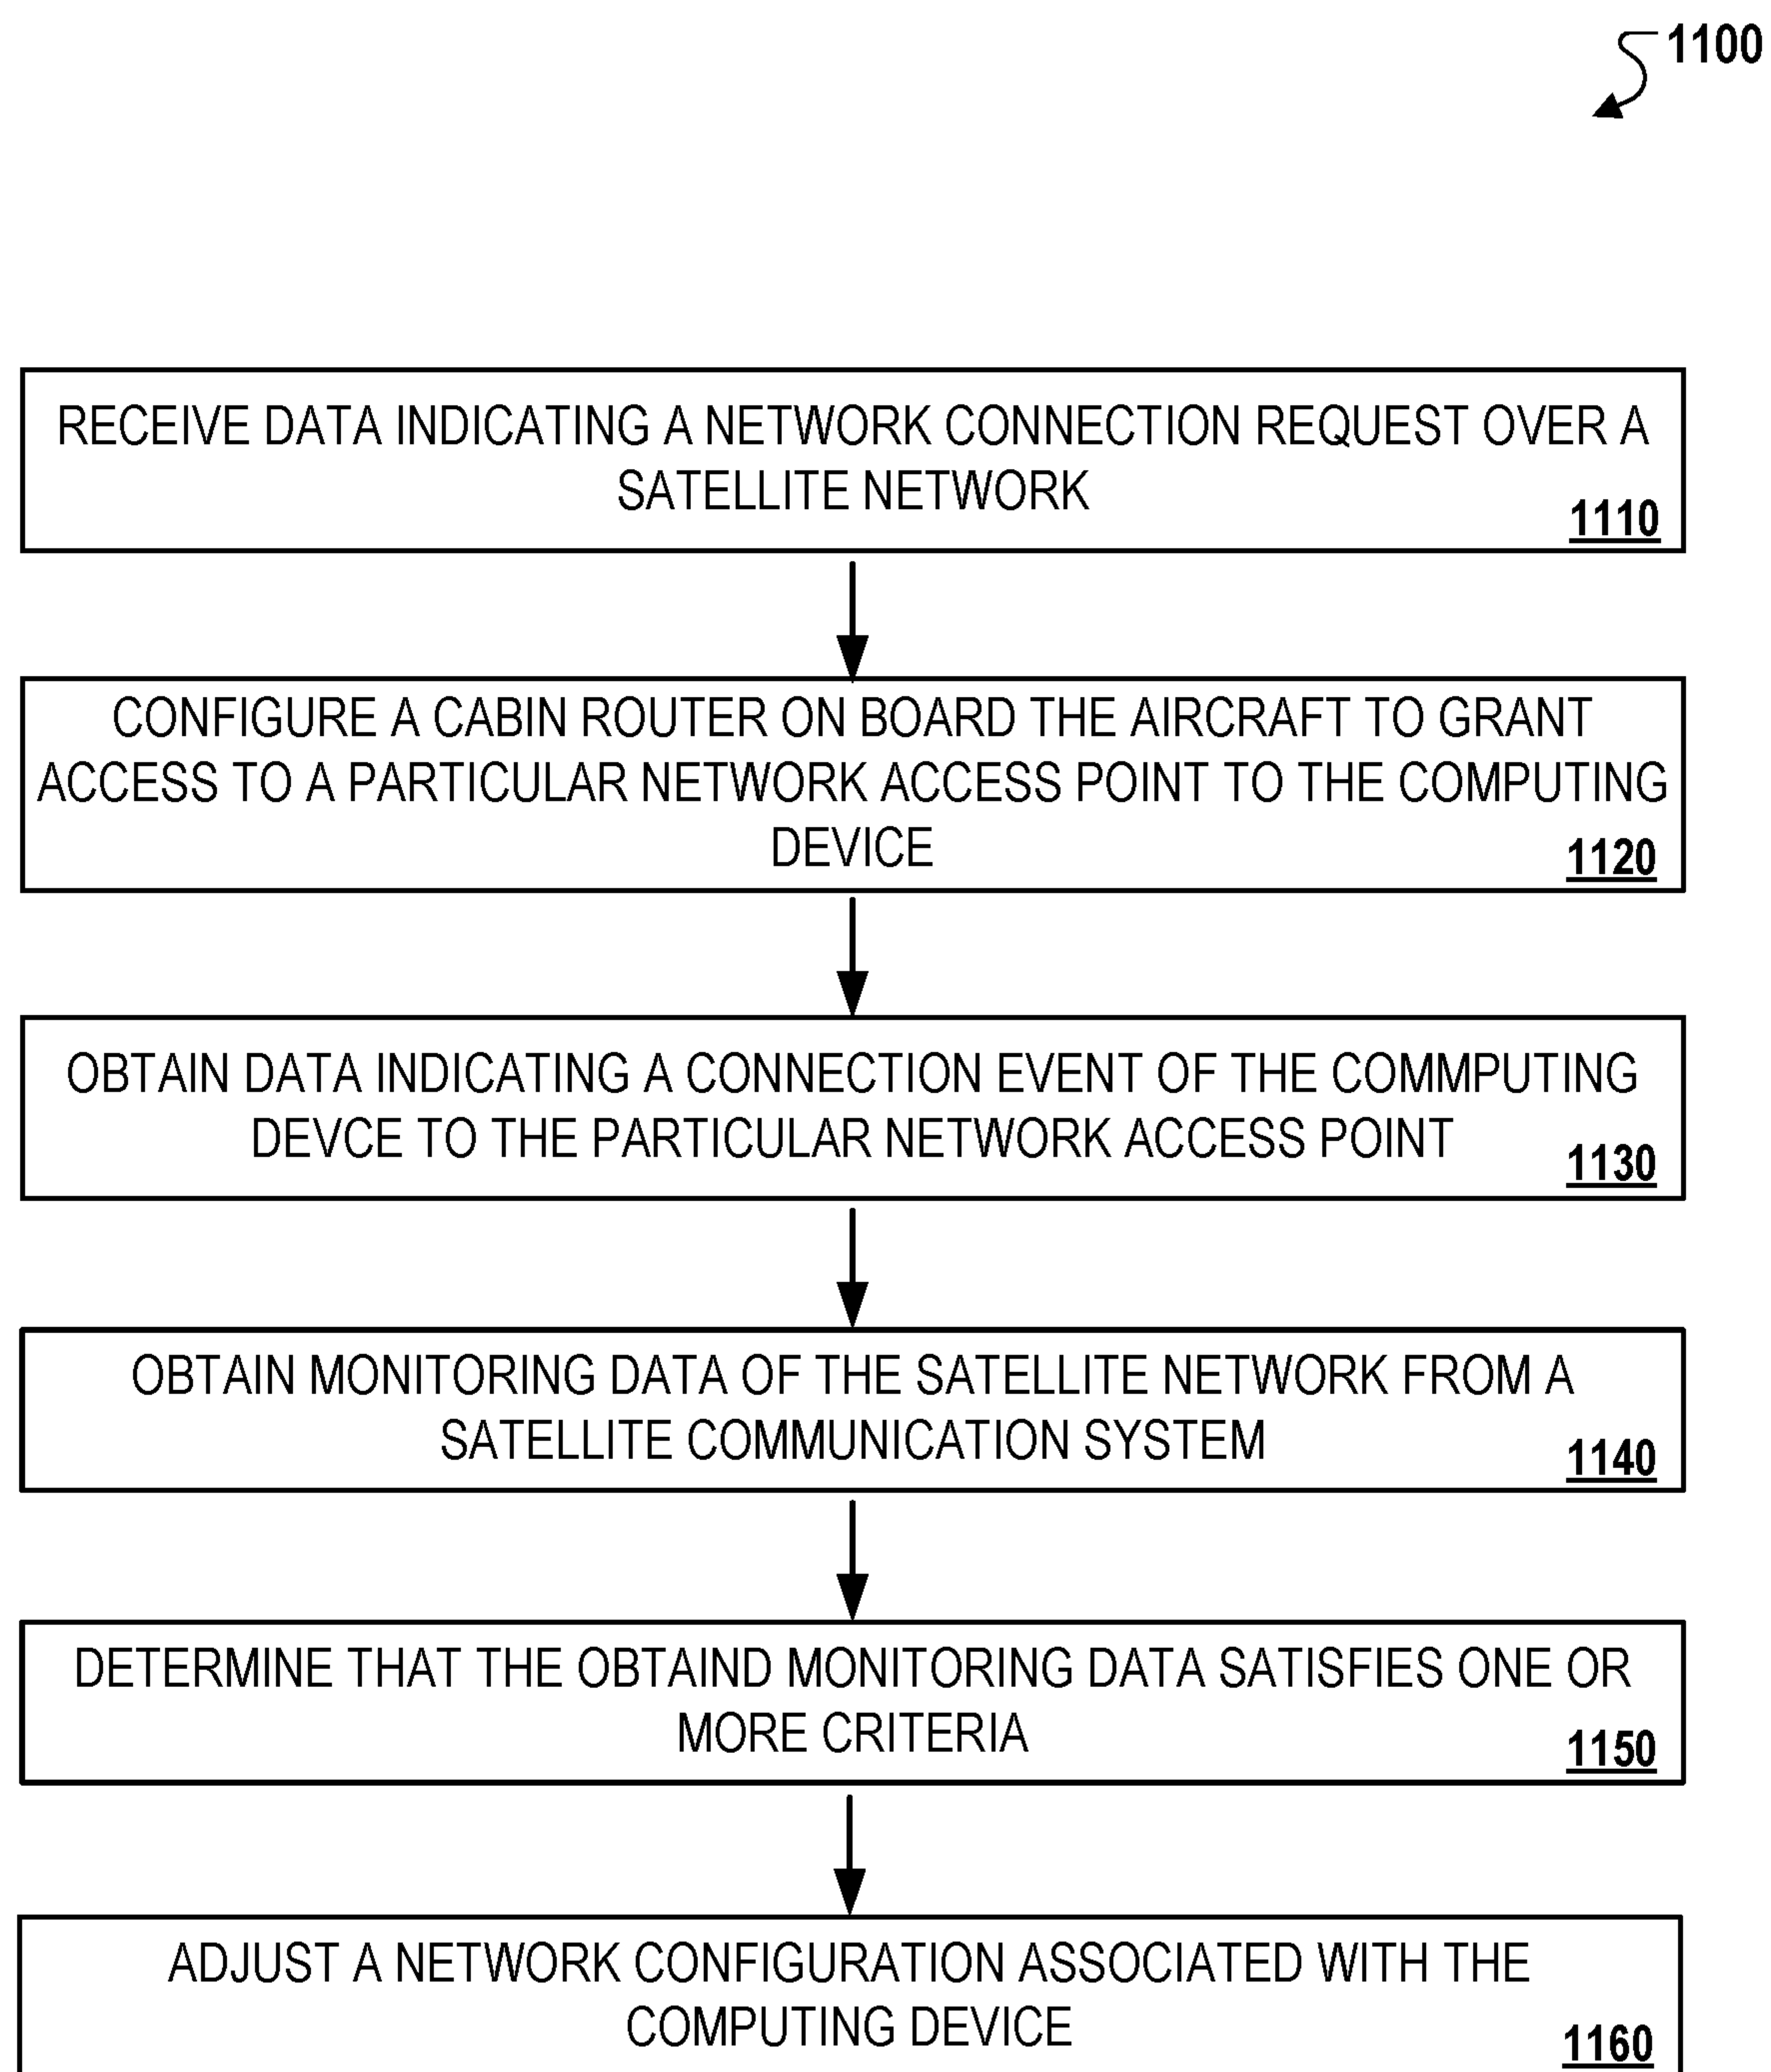 1100
RECEIVE DATA INDICATING A NETWORK CONNECTION REQUEST OVER A
SATELLITE NETWORK
1110
CONFIGURE A CABIN ROUTER ON BOARD THE AIRCRAFT TO GRANT
ACCESS TO A PARTICULAR NETWORK ACCESS POINT TO THE COMPUTING
DEVICE
1120
OBTAIN DATA INDICATING A CONNECTION EVENT OF THE COMMPUTING
DEVCE TO THE PARTICULAR NETWORK ACCESS POINT
1130
OBTAIN MONITORING DATA OF THE SATELLITE NETWORK FROM A
SATELLITE COMMUNICATION SYSTEM
1140
DETERMINE THAT THE OBTAIND MONITORING DATA SATISFIES ONE OR
MORE CRITERIA
1150
ADJUST A NETWORK CONFIGURATION ASSOCIATED WITH THE
COMPUTING DEVICE
1160